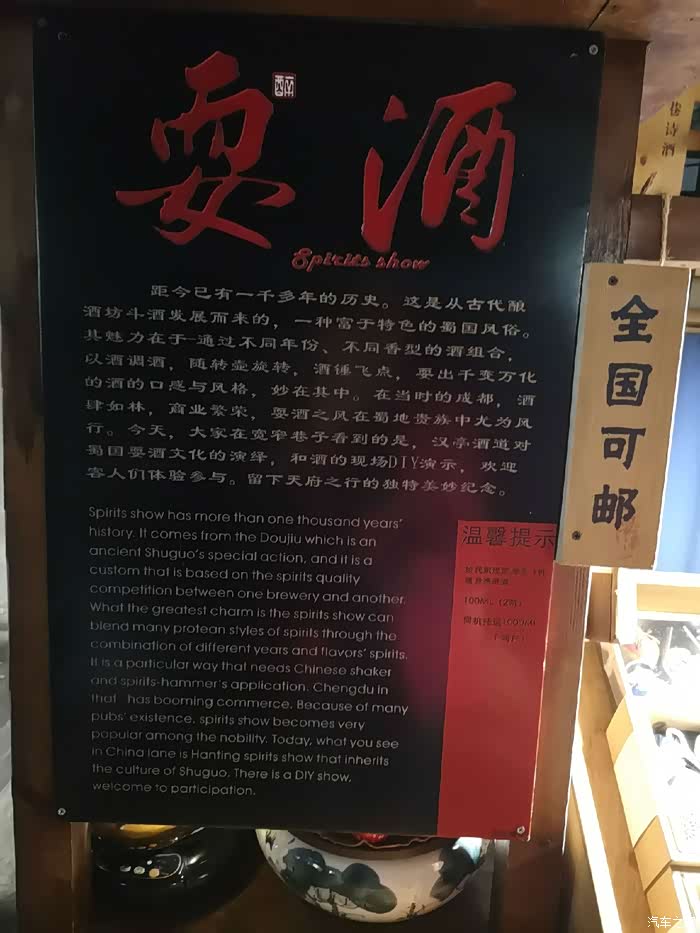 耍酒
Spirits show
距今已有一千多年的历史。这是从古代酿
酒坊斗酒发展而来的，一种富于特色的蜀国风俗。
其魅力在于通过不同年份、不同香型的酒组合，
以酒调酒，随转壶旋转，酒锤飞点，耍出千变万化
的酒的口感与风格，妙在其中。在当时的成都，酒
肆如林，商业繁荣，耍酒之风在蜀地贵族中尤为风
行。今天，大家在宽窄巷子看到的是，汉亭酒道对
蜀国耍酒文化的演绎，和酒的现场DIY演示，欢迎
客人们体验参与。留下天府之行的独特美妙纪念。
Spirits show has more than one thousand years'
history. It comes from the Doujiu which is an
ancient Shuguo's special action, and it is a
custom that is based on the spirits quality
competition between one brewery and another.
What the greatest charm is the spirits show can
blend many protean styles of spirits through the
combination of different years and flavors' spirits.
It is a particular way that needs Chinese shaker
and spirits-hammer's application. Chengdu in
that has booming commerce. Because of many
pubs' existence, spirits show becomes very
popular among the nobility. Today, what you see
in China lane is Hanting spirits show that inherits
the culture of Shuguo. There is a DIY show,
welcome to participation.
温馨提示
100ML（2两）
全国可邮
巷诗酒
汽车之